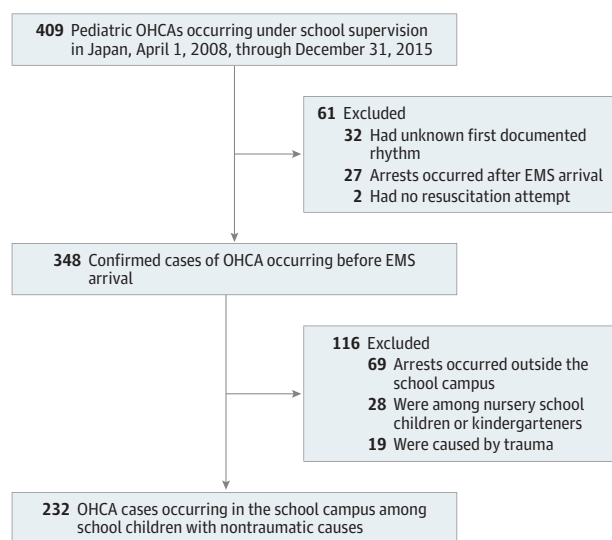 409 Pediatric OHCAs occurring under school supervision
in Japan, April 1, 2008, through December 31, 2015
61 Excluded
32 Had unknown first documented
rhythm
27 Arrests occurred after EMS arrival
2 Had no resuscitation attempt
348 Confirmed cases of OHCA occurring before EMS
arrival
116 Excluded
69 Arrests occurred outside the
school campus
28 Were among nursery school
children or kindergarteners
19 Were caused by trauma
232 OHCA cases occurring in the school campus among
school children with nontraumatic causes